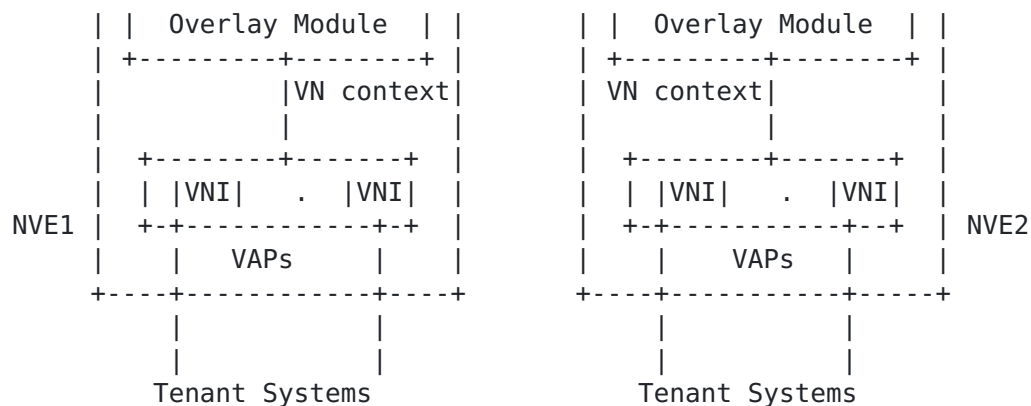 | |  Overlay Module  | |         | |  Overlay Module  | |
| +---------+--------+ |         | +---------+--------+ |
|           |VN context|         | VN context|          |
|           |          |         |           |          |
|  +--------+-------+  |         |  +--------+-------+  |
|  | |VNI|   .  |VNI|  |         |  | |VNI|   .  |VNI|  |
NVE1 |  +-+------------+-+  |         |  +-+-----------+--+  | NVE2
|    |   VAPs     |    |         |    |    VAPs   |     |
+----+------------+----+         +----+-----------+-----+
|            |                        |           |
|            |                        |           |
Tenant Systems                     Tenant Systems